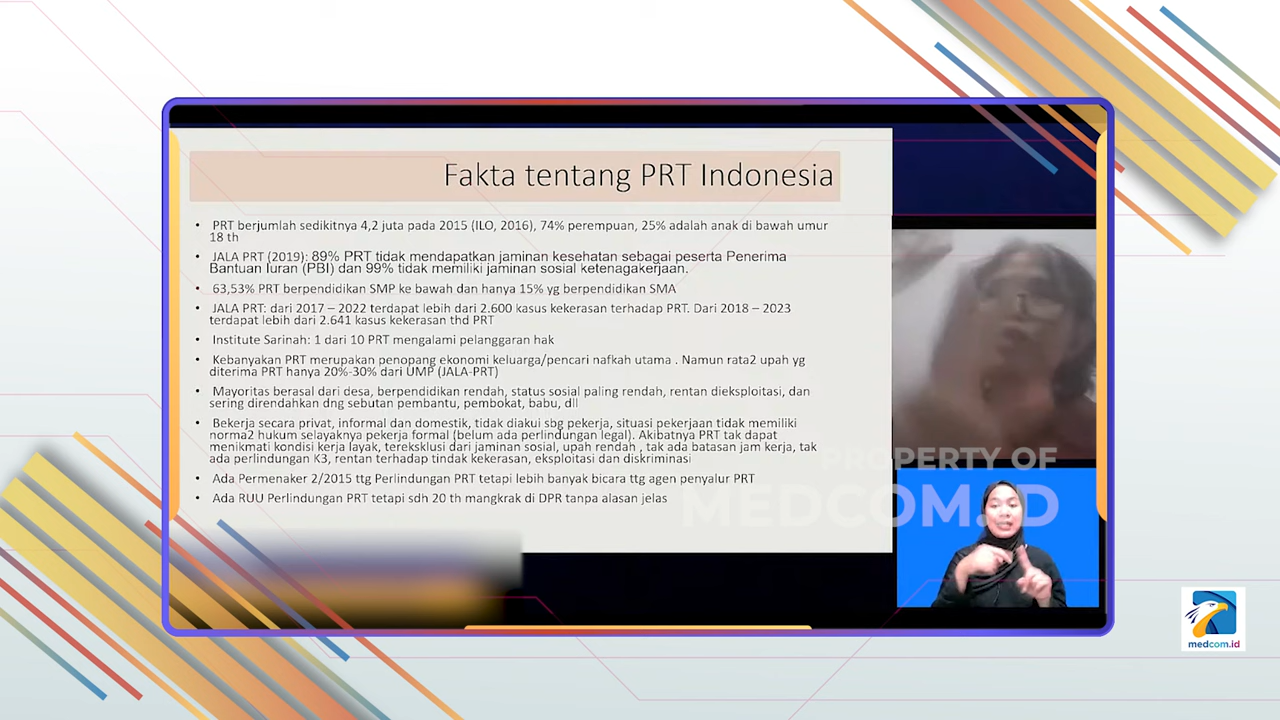 Fakta tentang PRT Indonesia
• PRT berjumlah sedikitnya 4,2 juta pada 2015 (ILO, 2016), 74% perempuan, 25% adalah anak di bawah umur
18 th
• JALA PRT (2019): 89% PRT tidak mendapatkan jaminan kesehatan sebagai peserta Penerima
Bantuan Iuran (PBI) dan 99% tidak memiliki jaminan sosial ketenagakerjaan.
• 63,53% PRT berpendidikan SMP ke bawah dan hanya 15% yg berpendidikan SMA
• JALA PRT: dari 2017 – 2022 terdapat lebih dari 2.600 kasus kekerasan terhadap PRT. Dari 2018 – 2023
terdapat lebih dari 2.641 kasus kekerasan thd PRT
• Institute Sarinah: 1 dari 10 PRT mengalami pelanggaran hak
• Kebanyakan PRT merupakan penopang ekonomi keluarga/pencari nafkah utama . Namun rata2 upah yg
diterima PRT hanya 20%-30% dari UMP (JALA-PRT)
• Mayoritas berasal dari desa, berpendidikan rendah, status sosial paling rendah, rentan dieksploitasi, dan
sering direndahkan dng sebutan pembantu, pembokat, babu, dll
• Bekerja secara privat, informal dan domestik, tidak diakui sbg pekerja, situasi pekerjaan tidak memiliki
norma2 hukum selayaknya pekerja formal (belum ada perlindungan legal). Akibatnya PRT tak dapat
menikmati kondisi kerja layak, tereksklusi dari jaminan sosial, upah rendah , tak ada batasan jam kerja, tak
ada perlindungan K3, rentan terhadap tindak kekerasan, eksploitasi dan diskriminasi
• Ada Permenaker 2/2015 ttg Perlindungan PRT tetapi lebih banyak bicara ttg agen penyalur PRT
• Ada RUU Perlindungan PRT tetapi sdh 20 th mangkrak di DPR tanpa alasan jelas
PROPERTY OF
MEDCOM.ID
medcom.id